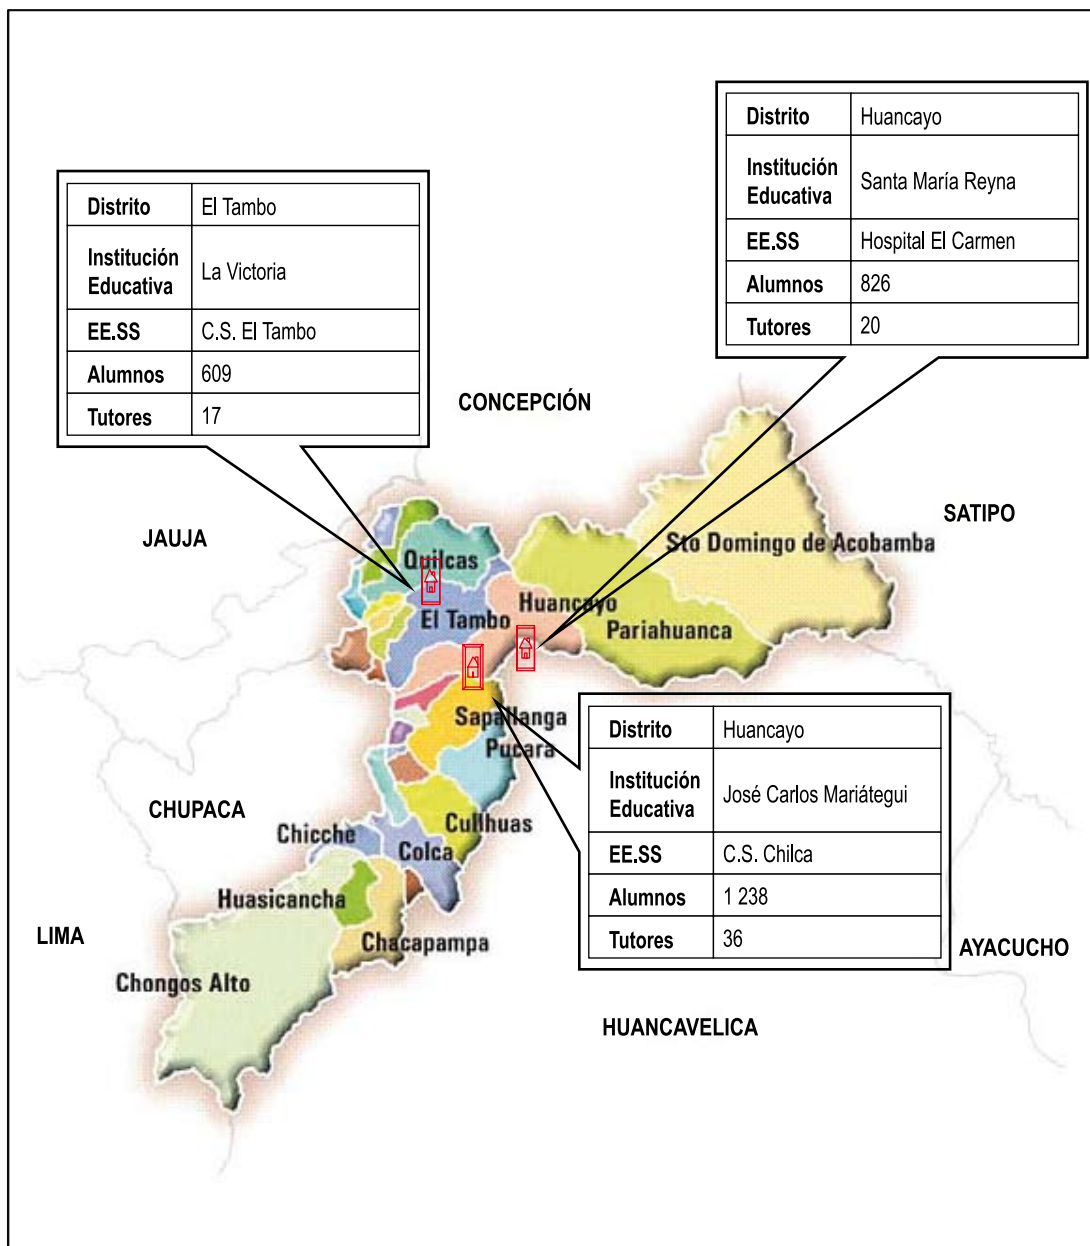 Distrito Huancayo
Institución Educativa Santa María Reyna
EE.SS Hospital El Carmen
Alumnos 826
Tutores 20
Distrito El Tambo
Institución Educativa La Victoria
EE.SS C.S. El Tambo
Alumnos 609
Tutores 17
CONCEPCIÓN
JAUJA
SATIPO
Quilcas
Sto Domingo de Acobamba
El Tambo
Huancayo
Pariahuanca
Sapallanga
Pucara
Distrito Huancayo
Institución Educativa José Carlos Mariátegui
EE.SS C.S. Chilca
Alumnos 1 238
Tutores 36
CHUPACA
Chicche
Cullhuas
Colca
Huasicancha
LIMA
Chacapampa
AYACUCHO
Chongos Alto
HUANCAVELICA